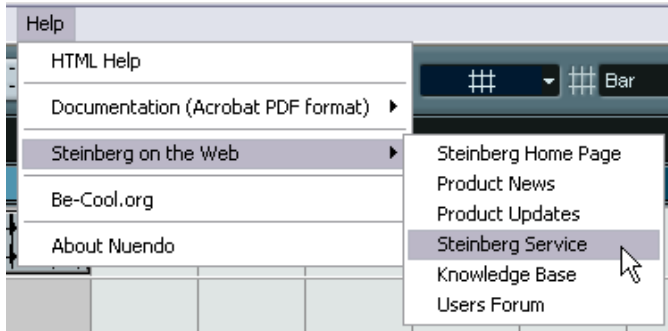 Help
HTML Help
Documentation (Acrobat PDF format)
Steinberg on the Web
Be-Cool.org
About Nuendo
Bar
Steinberg Home Page
Product News
Product Updates
Steinberg Service
Knowledge Base
Users Forum